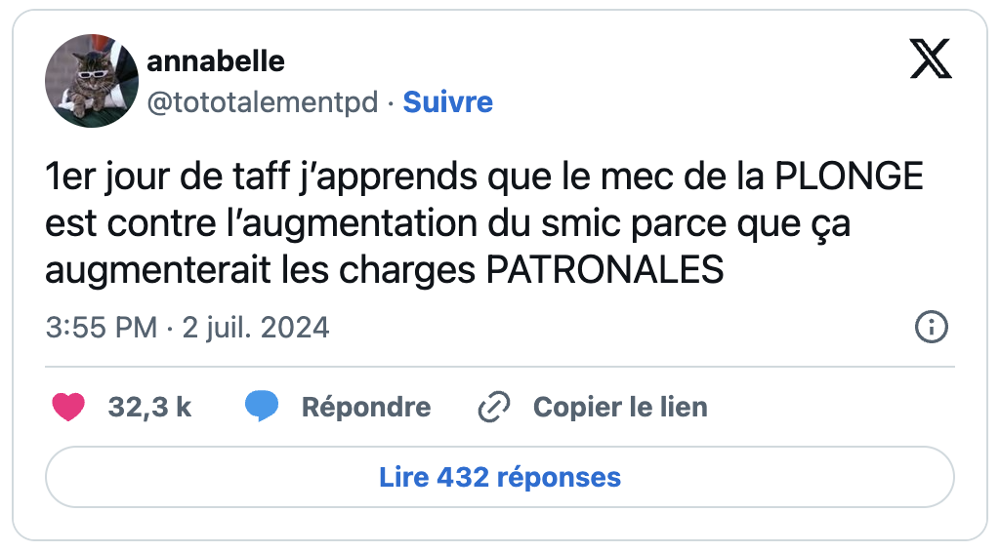 annabelle
@tototalementpd · Suivre
1er jour de taff j’apprends que le mec de la PLONGE
est contre l’augmentation du smic parce que ça
augmenterait les charges PATRONALES
3:55 PM · 2 juil. 2024
32,3 k Répondre Copier le lien
Lire 432 réponses